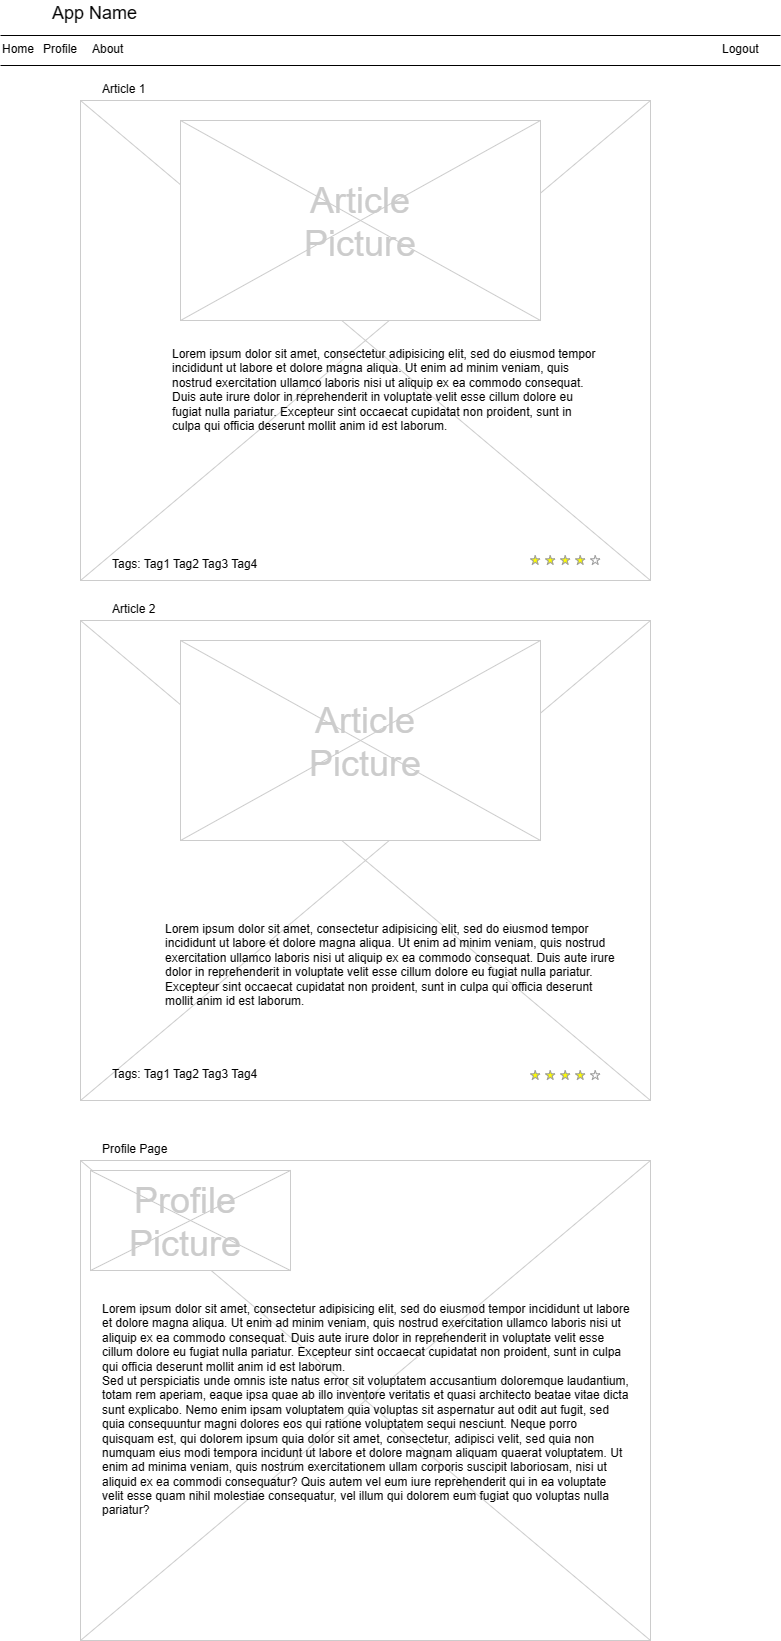 App Name
Home Profile About Logout
Article 1
Article
Picture
Lorem ipsum dolor sit amet, consectetur adipisicing elit, sed do eiusmod tempor
incididunt ut labore et dolore magna aliqua. Ut enim ad minim veniam, quis
nostrud exercitation ullamco laboris nisi ut aliquip ex ea commodo consequat.
Duis aute irure dolor in reprehenderit in voluptate velit esse cillum dolore eu
fugiat nulla pariatur. Excepteur sint occaecat cupidatat non proident, sunt in
culpa qui officia deserunt mollit anim id est laborum.
Tags: Tag1 Tag2 Tag3 Tag4
Article 2
Article
Picture
Lorem ipsum dolor sit amet, consectetur adipisicing elit, sed do eiusmod tempor
incididunt ut labore et dolore magna aliqua. Ut enim ad minim veniam, quis nostrud
exercitation ullamco laboris nisi ut aliquip ex ea commodo consequat. Duis aute irure
dolor in reprehenderit in voluptate velit esse cillum dolore eu fugiat nulla pariatur.
Excepteur sint occaecat cupidatat non proident, sunt in culpa qui officia deserunt
mollit anim id est laborum.
Tags: Tag1 Tag2 Tag3 Tag4
Profile Page
Profile
Picture
Lorem ipsum dolor sit amet, consectetur adipisicing elit, sed do eiusmod tempor incididunt ut labore
et dolore magna aliqua. Ut enim ad minim veniam, quis nostrud exercitation ullamco laboris nisi ut
aliquip ex ea commodo consequat. Duis aute irure dolor in reprehenderit in voluptate velit esse
cillum dolore eu fugiat nulla pariatur. Excepteur sint occaecat cupidatat non proident, sunt in culpa
qui officia deserunt mollit anim id est laborum.
Sed ut perspiciatis unde omnis iste natus error sit voluptatem accusantium doloremque laudantium,
totam rem aperiam, eaque ipsa quae ab illo inventore veritatis et quasi architecto beatae vitae dicta
sunt explicabo. Nemo enim ipsam voluptatem quia voluptas sit aspernatur aut odit aut fugit, sed
quia consequuntur magni dolores eos qui ratione voluptatem sequi nesciunt. Neque porro
quisquam est, qui dolorem ipsum quia dolor sit amet, consectetur, adipisci velit, sed quia non
numquam eius modi tempora incidunt ut labore et dolore magnam aliquam quaerat voluptatem. Ut
enim ad minima veniam, quis nostrum exercitationem ullam corporis suscipit laboriosam, nisi ut
aliquid ex ea commodi consequatur? Quis autem vel eum iure reprehenderit qui in ea voluptate
velit esse quam nihil molestiae consequatur, vel illum qui dolorem eum fugiat quo voluptas nulla
pariatur?